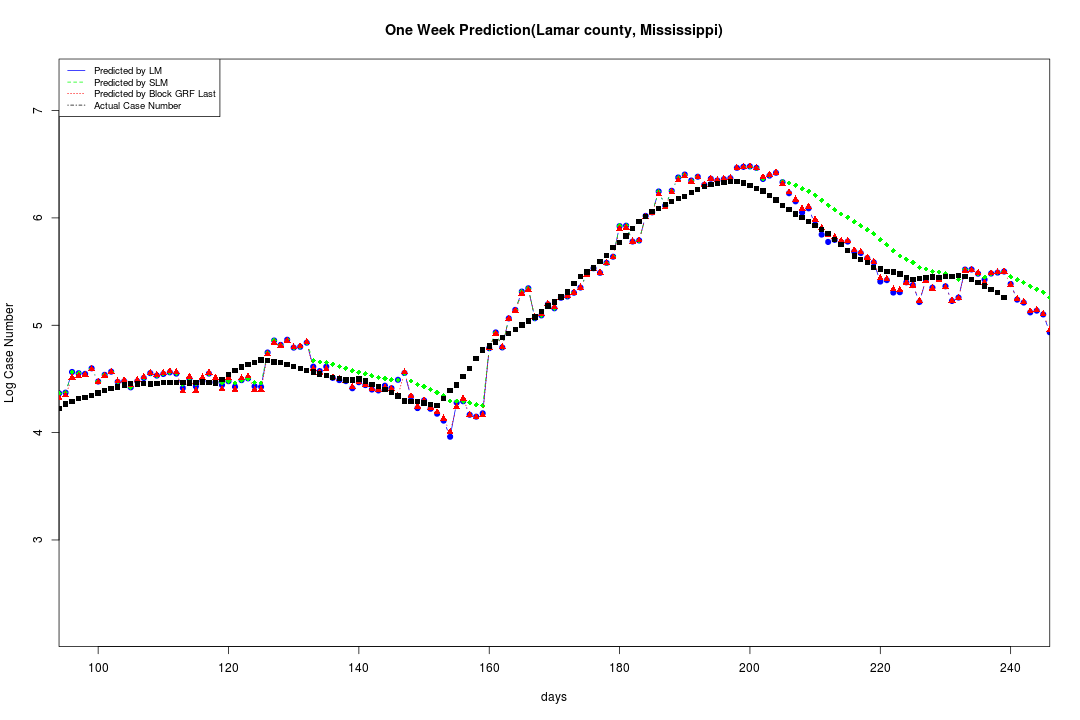 One Week Prediction(Lamar county, Mississippi)
Predicted by LM
Predicted by SLM
Predicted by Block GRF Last
Actual Case Number
Log Case Number
7
6
5
4
3
100 120 140 160 180 200 220 240
days